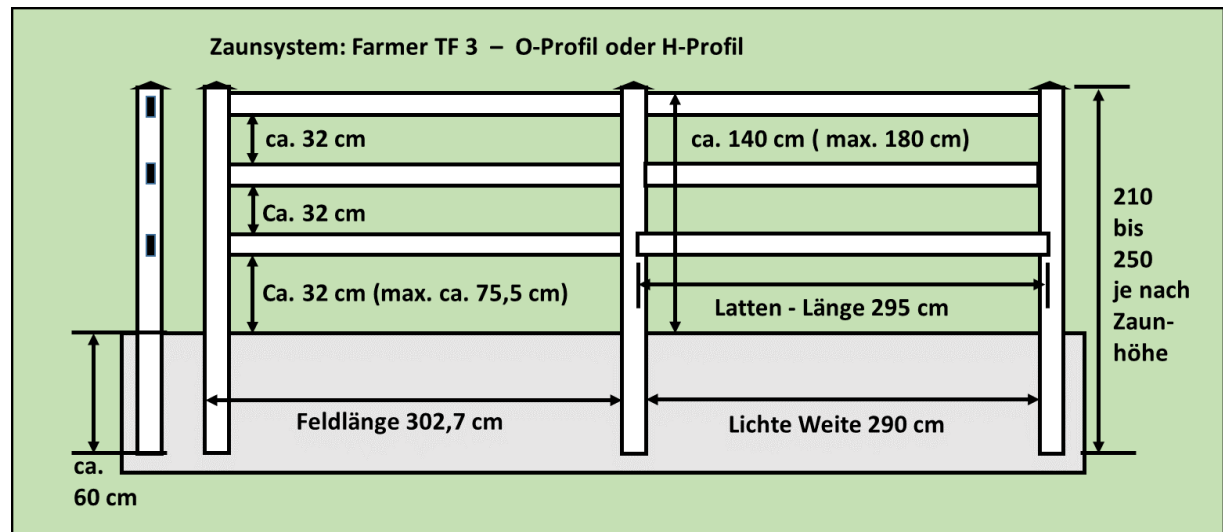 Zaunsystem: Farmer TF 3 – O-Profil oder H-Profil
ca. 32 cm
ca. 140 cm ( max. 180 cm)
Ca. 32 cm
210
bis
250
je nach
Zaun-
höhe
Ca. 32 cm (max. ca. 75,5 cm)
Latten - Länge 295 cm
Feldlänge 302,7 cm
Lichte Weite 290 cm
ca.
60 cm